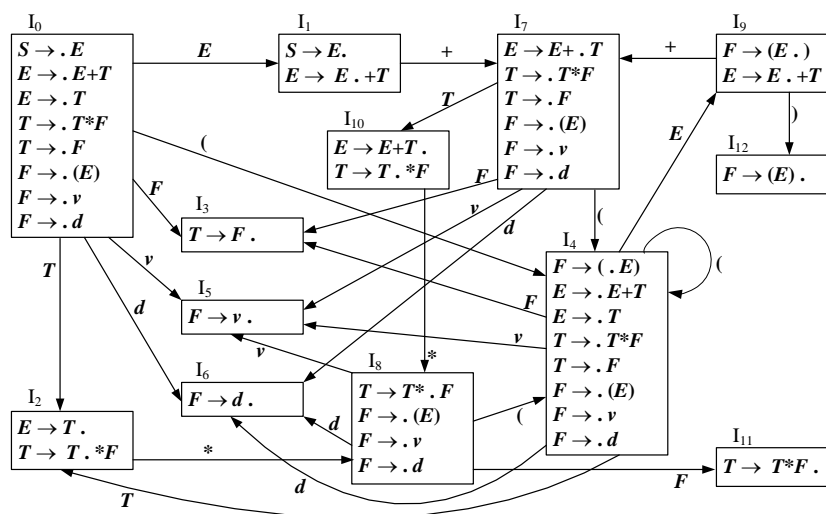 I0
S → . E
E → . E+T
E → . T
T → . T*F
T → . F
F → . (E)
F → . v
F → . d
E
I1
S → E.
E → E . +T
+
I7
E → E+ . T
T → . T*F
T → . F
F → . (E)
F → . v
F → . d
+
I9
F → (E . )
E → E . +T
T
I10
E → E+T .
T → T . *F
(
E
)
I12
F → (E) .
F
F
I3
T → F .
v
d
(
I4
F → ( . E)
E → . E+T
E → . T
T → . T*F
T → . F
F → . (E)
F → . v
F → . d
(
T
v
d
I5
F → v .
F
v
v
*
I6
F → d .
I8
T → T* . F
F → . (E)
F → . v
F → . d
d
(
I2
E → T .
T → T . *F
*
d
T
F
I11
T → T*F .